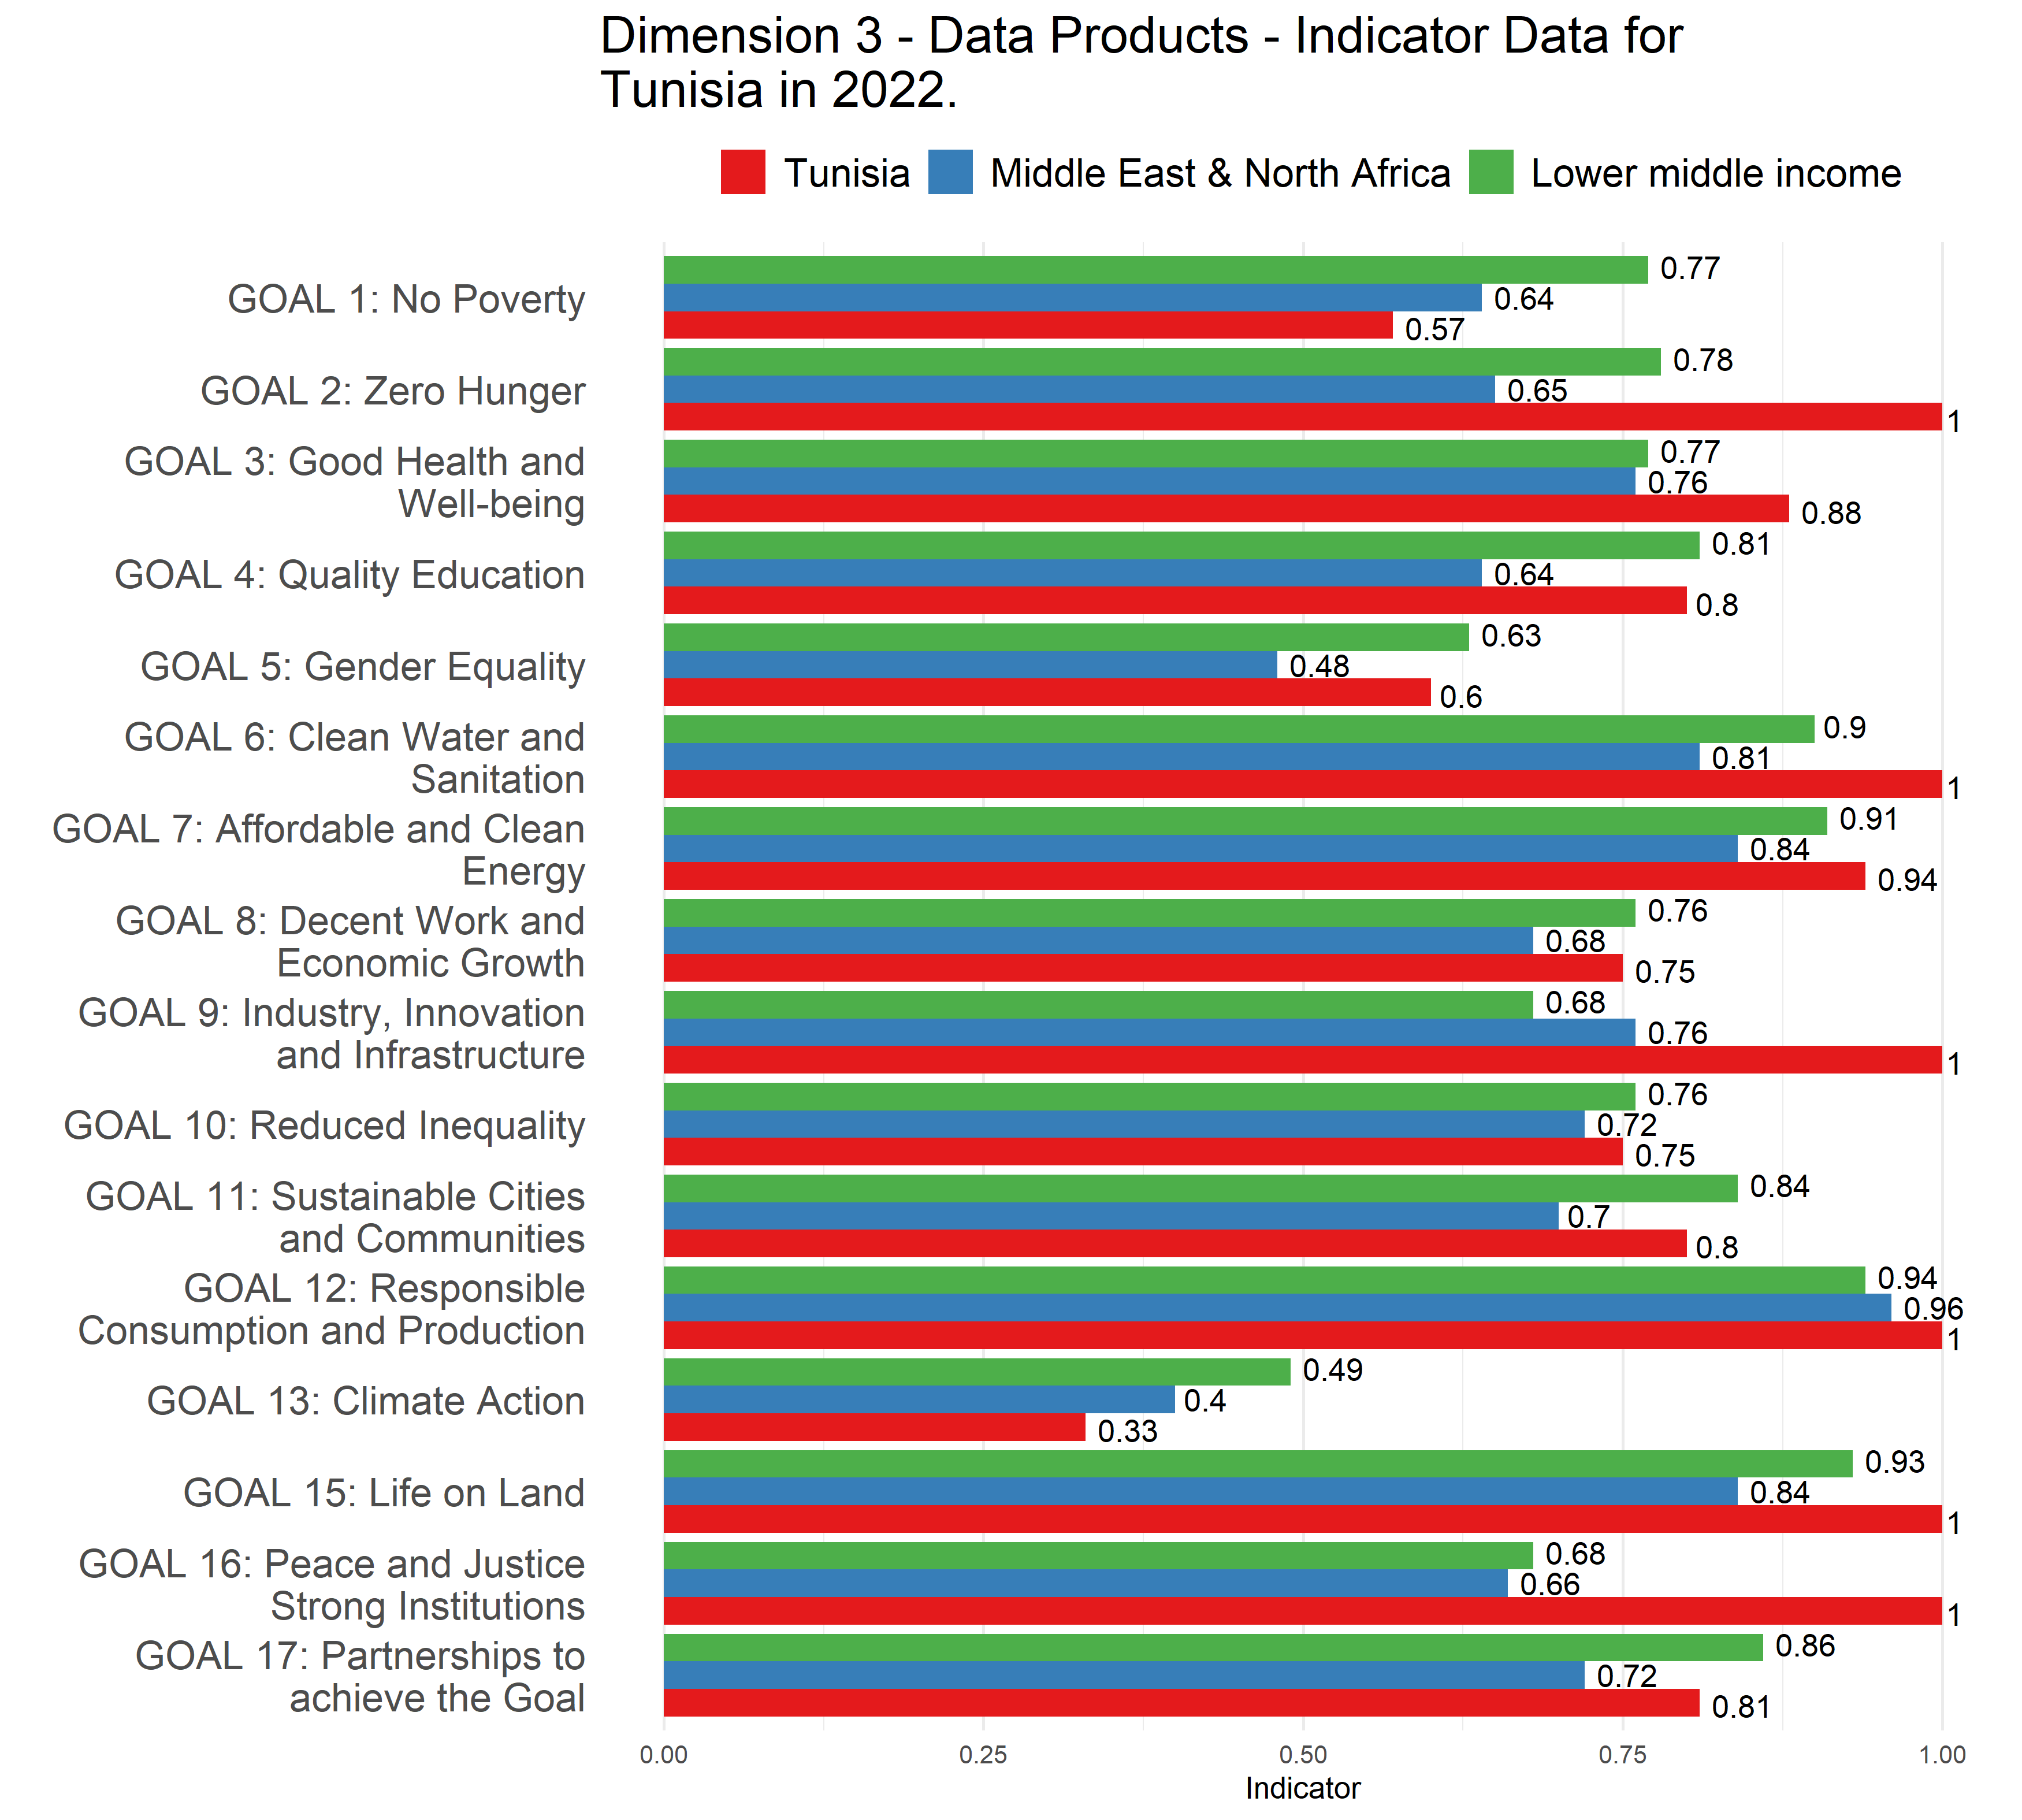 Dimension 3 - Data Products - Indicator Data for
Tunisia in 2022.
Tunisia Middle East & North Africa Lower middle income
GOAL 1: No Poverty
0.77
0.64
0.57
GOAL 2: Zero Hunger
0.78
0.65
1
GOAL 3: Good Health and
Well-being
0.77
0.76
0.88
GOAL 4: Quality Education
0.81
0.64
0.8
GOAL 5: Gender Equality
0.63
0.48
0.6
GOAL 6: Clean Water and
Sanitation
0.9
0.81
1
GOAL 7: Affordable and Clean
Energy
0.91
0.84
0.94
GOAL 8: Decent Work and
Economic Growth
0.76
0.68
0.75
GOAL 9: Industry, Innovation
and Infrastructure
0.68
0.76
1
GOAL 10: Reduced Inequality
0.76
0.72
0.75
GOAL 11: Sustainable Cities
and Communities
0.84
0.7
0.8
GOAL 12: Responsible
Consumption and Production
0.94
0.96
1
GOAL 13: Climate Action
0.49
0.4
0.33
GOAL 15: Life on Land
0.93
0.84
1
GOAL 16: Peace and Justice
Strong Institutions
0.68
0.66
1
GOAL 17: Partnerships to
achieve the Goal
0.86
0.72
0.81
0.00 0.25 0.50 0.75 1.00
Indicator